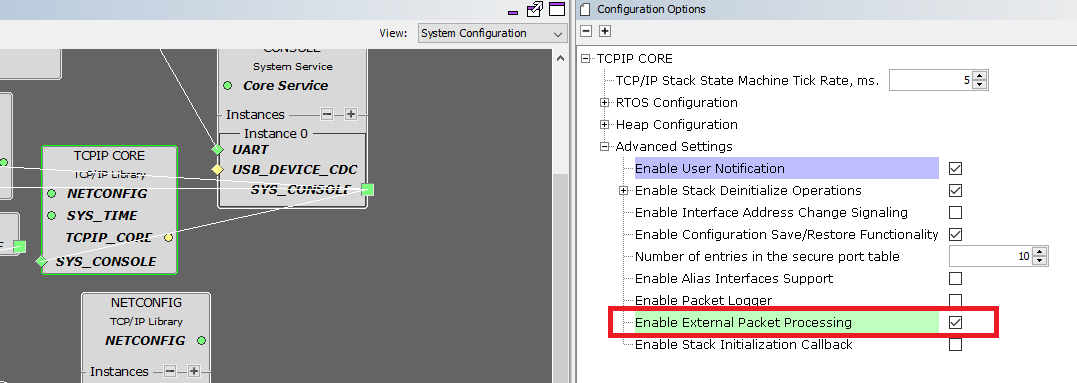 View: System Configuration
CONSOLE
System Service
Core Service
Instances
Instance 0
UART
USB_DEVICE_CDC
SYS_CONSOLE
TCPIP CORE
TCP/IP Library
NETCONFIG
SYS_TIME
TCPIP_CORE
SYS_CONSOLE
NETCONFIG
TCP/IP Library
NETCONFIG
Instances
Configuration Options
TCPIP CORE
TCP/IP Stack State Machine Tick Rate, ms. 5
RTOS Configuration
Heap Configuration
Advanced Settings
Enable User Notification
Enable Stack Deinitialize Operations
Enable Interface Address Change Signaling
Enable Configuration Save/Restore Functionality
Number of entries in the secure port table 10
Enable Alias Interfaces Support
Enable Packet Logger
Enable External Packet Processing
Enable Stack Initialization Callback